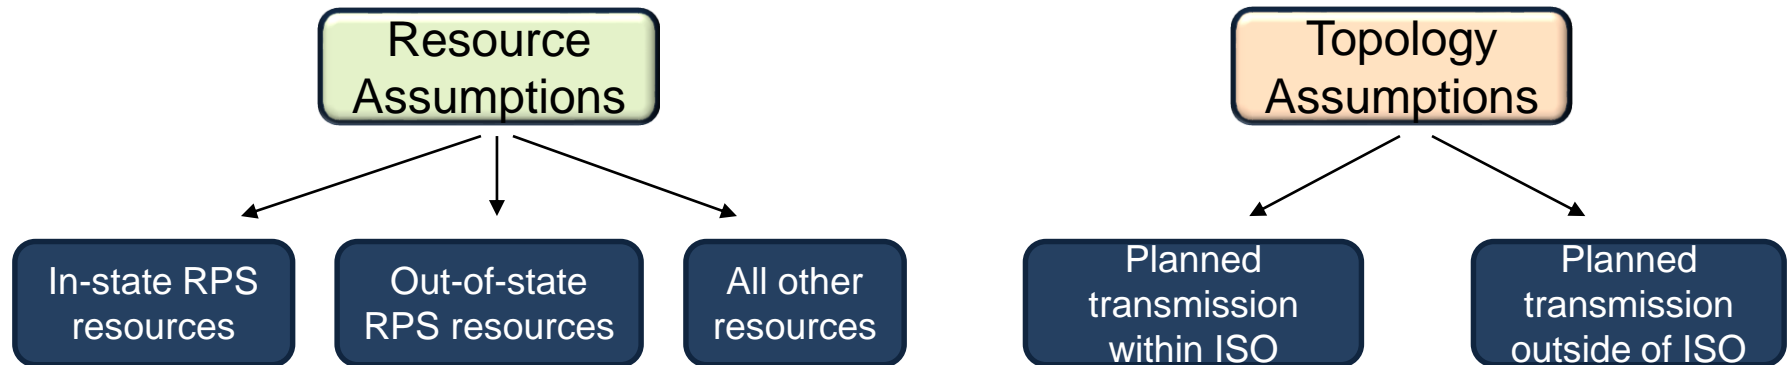 Resource
Assumptions
Topology
Assumptions
In-state RPS
resources
Out-of-state
RPS resources
All other
resources
Planned
transmission
within ISO
Planned
transmission
outside of ISO